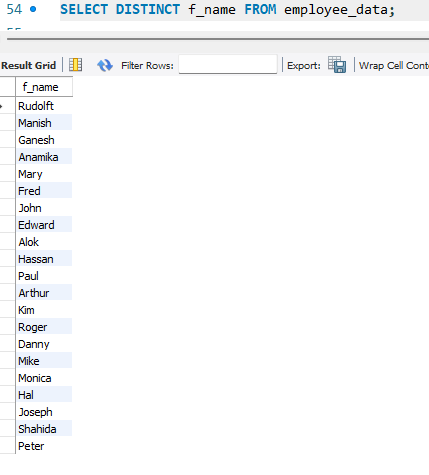 54 SELECT DISTINCT f_name FROM employee_data;
Result Grid Filter Rows: Export: Wrap Cell Conte
f_name
Rudolft
Manish
Ganesh
Anamika
Mary
Fred
John
Edward
Alok
Hassan
Paul
Arthur
Kim
Roger
Danny
Mike
Monica
Hal
Joseph
Shahida
Peter